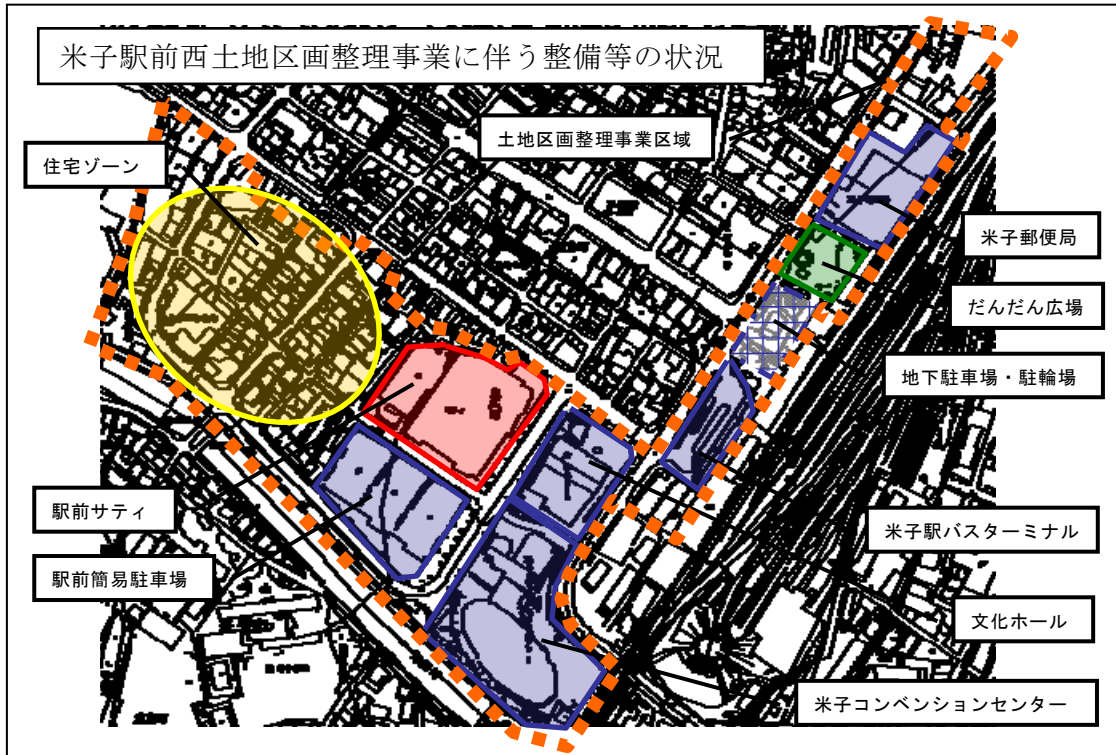 米子駅前西土地区画整理事業に伴う整備等の状況
土地区画整理事業区域
住宅ゾーン
米子郵便局
だんだん広場
地下駐車場・駐輪場
駅前サティ
米子駅バスターミナル
駅前簡易駐車場
文化ホール
米子コンベンションセンター